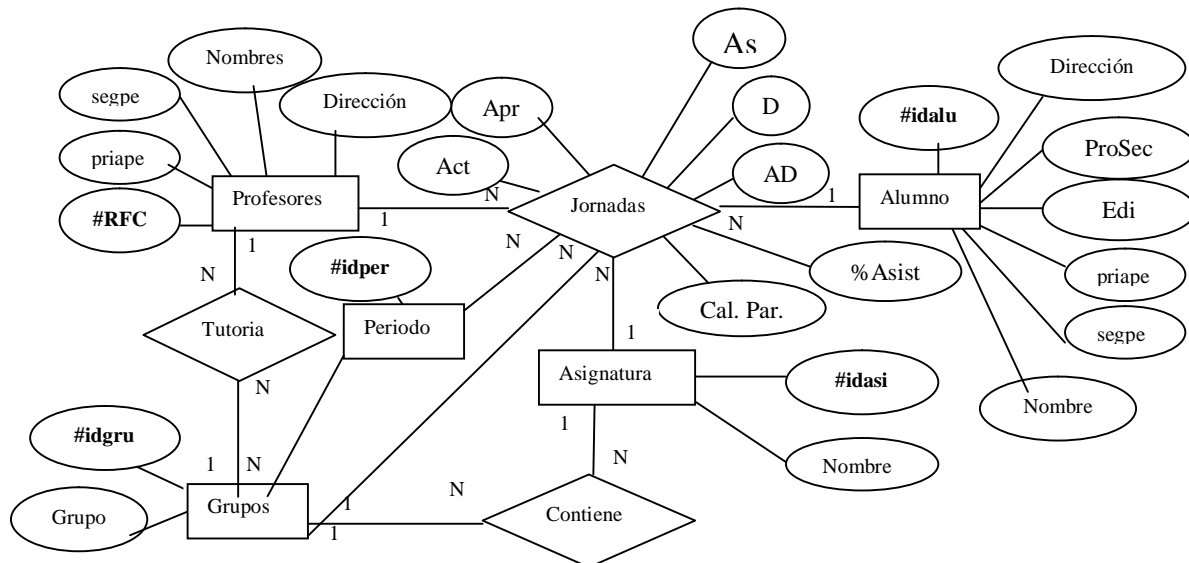 As
Nombres
Dirección
segpe
Dirección
Apr
D
#idalu
ProSec
priape
Act
AD
N
Profesores
1
Jornadas
1
Alumno
Edi
#RFC
1
N
N
N
N
N
#idper
%Asist
priape
Cal. Par.
Tutoria
Periodo
1
segpe
Asignatura
#idasi
N
1
Nombre
#idgru
1
N
N
N
Nombre
Grupo
Grupos
1
1
Contiene